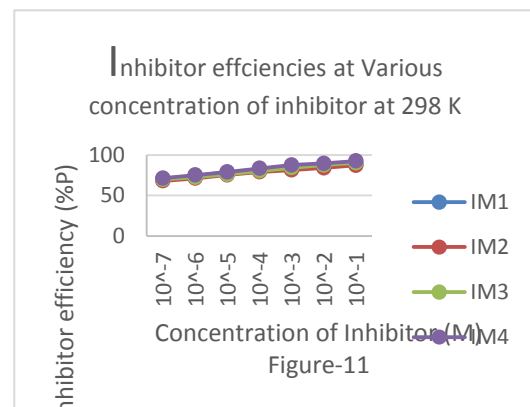 Inhibitor effciencies at Various
concentration of inhibitor at 298 K
nhibitor efficiency (%P)
100
50
0
10^-7
10^-6
10^-5
10^-4
10^-3
10^-2
10^-1
Concentration of Inhibitor (M)
Figure-11
IM1
IM2
IM3
IM4